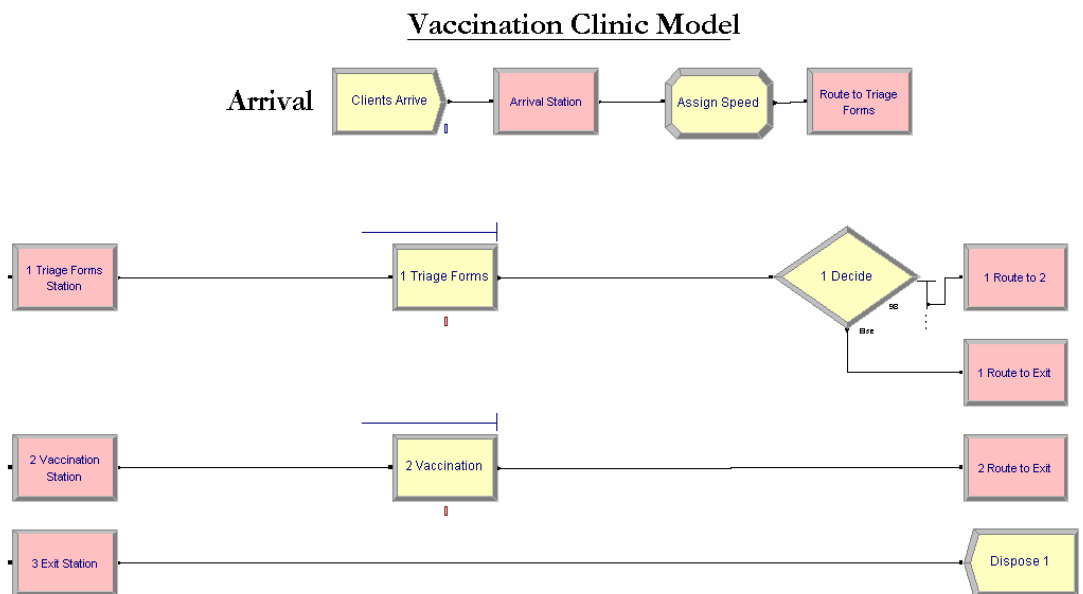 Vaccination Clinic Model
Arrival
Clients Arrive
Arrival Station
Assign Speed
Route to Triage
Forms
1 Triage Forms
Station
1 Triage Forms
1 Decide
98
Else
1 Route to 2
1 Route to Exit
2 Vaccination
Station
2 Vaccination
2 Route to Exit
3 Exit Station
Dispose 1